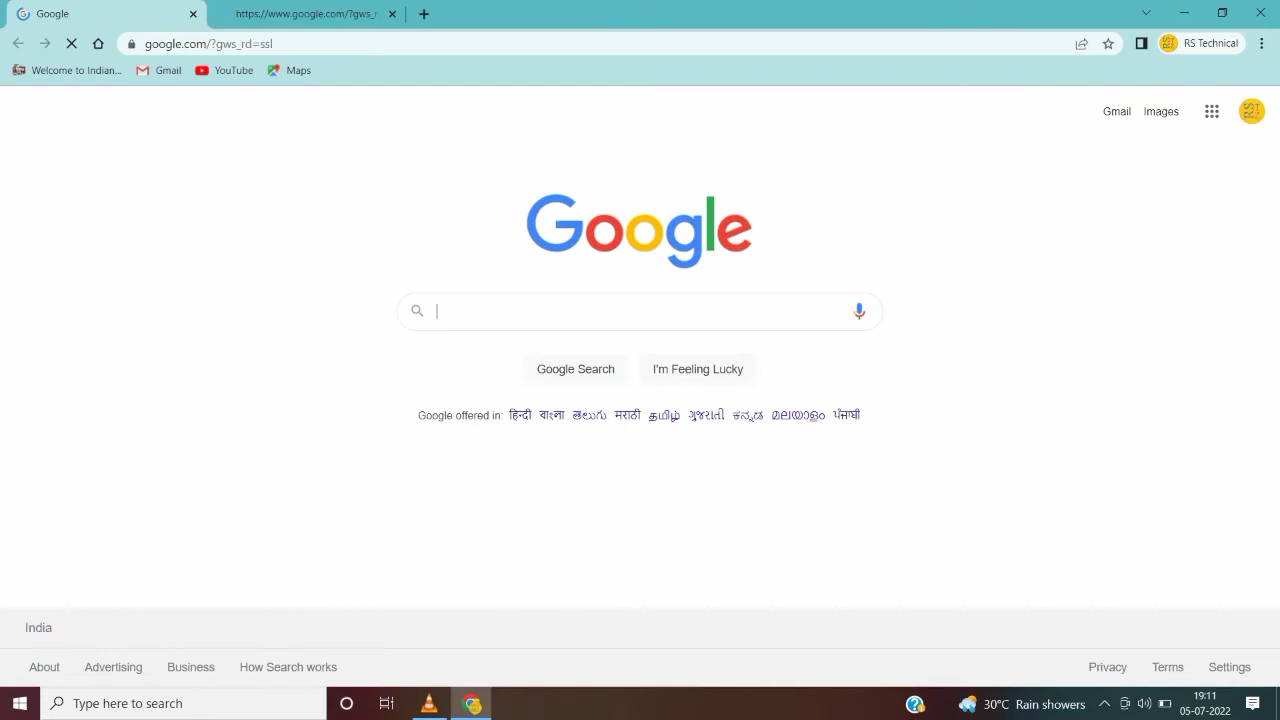 Google
https://www.google.com/?gws_r
google.com/?gws_rd=ssl
RS Technical
Welcome to Indian...
Gmail
YouTube
Maps
Gmail Images
Google
Google Search
I'm Feeling Lucky
Google offered in: हिन्दी বাংলা తెలుగు मराठी தமிழ் ગુજરાતી ಕನ್ನಡ മലയാളം ਪੰਜਾਬੀ
India
About Advertising Business How Search works
Privacy Terms Settings
Type here to search
30°C Rain showers
19:11
05-07-2022